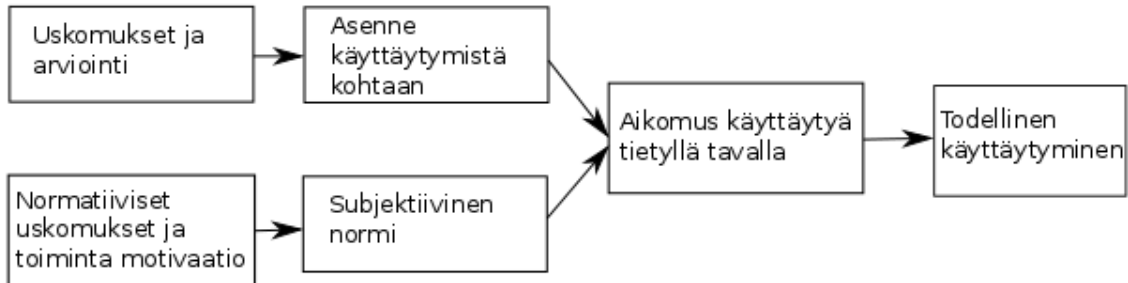 Uskomukset ja
arviointi
Asenne
käyttäytymistä
kohtaan
Normatiiviset
uskomukset ja
toiminta motivaatio
Subjektiivinen
normi
Aikomus käyttäytyä
tietyllä tavalla
Todellinen
käyttäytyminen